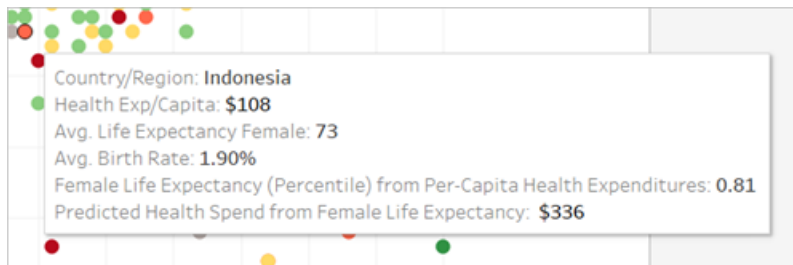 Country/Region: Indonesia
Health Exp/Capita: $108
Avg. Life Expectancy Female: 73
Avg. Birth Rate: 1.90%
Female Life Expectancy (Percentile) from Per-Capita Health Expenditures: 0.81
Predicted Health Spend from Female Life Expectancy: $336